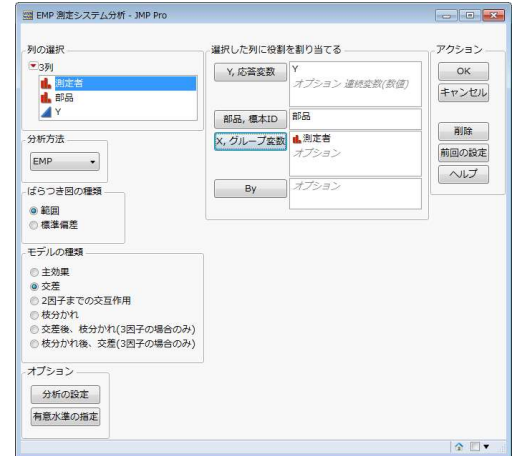 EMP 測定システム分析 - JMP Pro
列の選択
3列
測定者
部品
Y
分析方法
EMP
ばらつき図の種類
範囲
標準偏差
モデルの種類
主効果
交差
2因子までの交互作用
枝分かれ
交差後、枝分かれ(3因子の場合のみ)
枝分かれ後、交差(3因子の場合のみ)
オプション
分析の設定
有意水準の指定
選択した列に役割を割り当てる
Y, 応答変数
Y
オプション 連続変数(数値)
部品, 標本ID
部品
X, グループ変数
測定者
オプション
By
オプション
アクション
OK
キャンセル
削除
前回の設定
ヘルプ